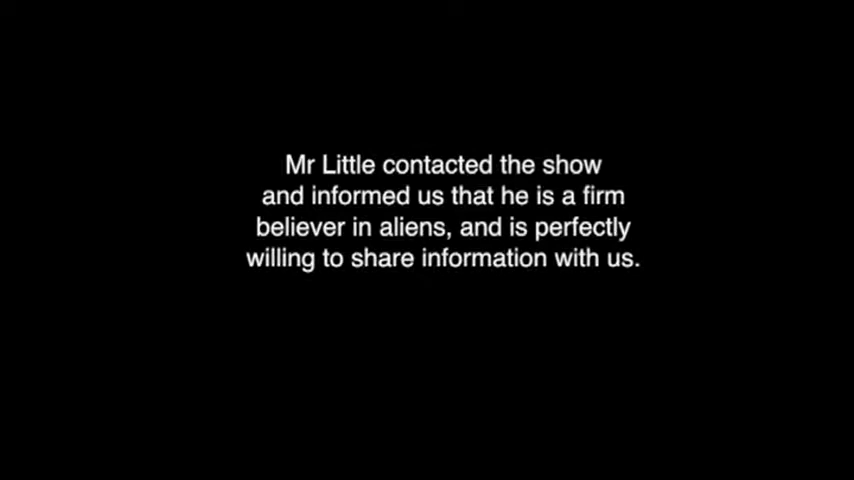 Mr Little contacted the show
and informed us that he is a firm
believer in aliens, and is perfectly
willing to share information with us.